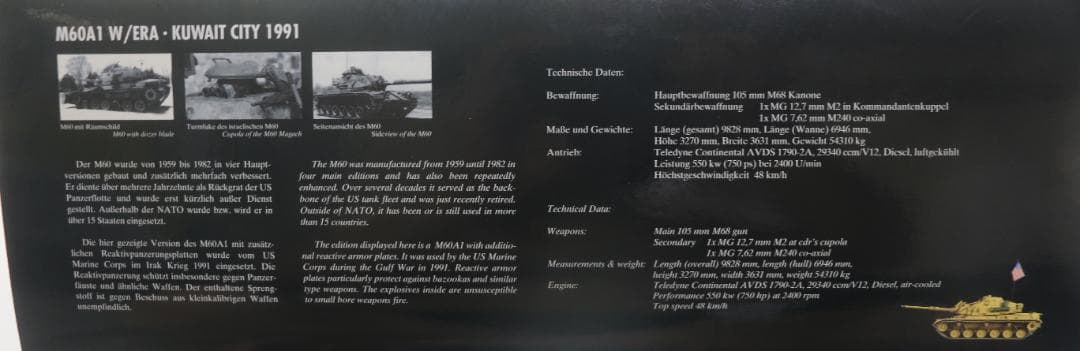 M60A1 W/ERA · KUWAIT CITY 1991
M60 mit Räumschild
M60 with dozer blade
Turmluke des israelischen M60
Cupola of the M60 Magach
Seitenansicht des M60
Sideview of the M60
Der M60 wurde von 1959 bis 1982 in vier Haupt-
versionen gebaut und zusätzlich mehrfach verbessert.
Er diente über mehrere Jahrzehnte als Rückgrat der US
Panzerflotte und wurde erst kürzlich außer Dienst
gestellt. Außerhalb der NATO wurde bzw. wird er in
über 15 Staaten eingesetzt.
Die hier gezeigte Version des M60A1 mit zusätz-
lichen Reaktivpanzerungsplatten wurde vom US
Marine Corps im Irak Krieg 1991 eingesetzt. Die
Reaktivpanzerung schützt insbesondere gegen Panzer-
fäuste und ähnliche Waffen. Der enthaltene Spreng-
stoff ist gegen Beschuss aus kleinkalibrigen Waffen
unempfindlich.
The M60 was manufactured from 1959 until 1982 in
four main editions and has also been repeatedly
enhanced. Over several decades it served as the back-
bone of the US tank fleet and was just recently retired.
Outside of NATO, it has been or is still used in more
than 15 countries.
The edition displayed here is a M60A1 with additio-
nal reactive armor plates. It was used by the US Marine
Corps during the Gulf War in 1991. Reactive armor
plates particularly protect against bazookas and similar
type weapons. The explosives inside are unsusceptible
to small bore weapons fire.
Technische Daten:
Bewaffnung: Hauptbewaffnung 105 mm M68 Kanone
Sekundärbewaffnung 1x MG 12,7 mm M2 in Kommandantenkuppel
1x MG 7,62 mm M240 co-axial
Maße und Gewichte: Länge (gesamt) 9828 mm, Länge (Wanne) 6946 mm,
Höhe 3270 mm, Breite 3631 mm, Gewicht 54310 kg
Antrieb: Teledyne Continental AVDS 1790-2A, 29340 ccm/V12, Diesel, luftgekühlt
Leistung 550 kw (750 ps) bei 2400 U/min
Höchstgeschwindigkeit 48 km/h
Technical Data:
Weapons: Main 105 mm M68 gun
Secondary 1x MG 12,7 mm M2 at cdr's cupola
1x MG 7,62 mm M240 co-axial
Measurements & weight: Length (overall) 9828 mm, length (hull) 6946 mm,
height 3270 mm, width 3631 mm, weight 54310 kg
Engine: Teledyne Continental AVDS 1790-2A, 29340 ccm/V12, Diesel, air-cooled
Performance 550 kw (750 hp) at 2400 rpm
Top speed 48 km/h